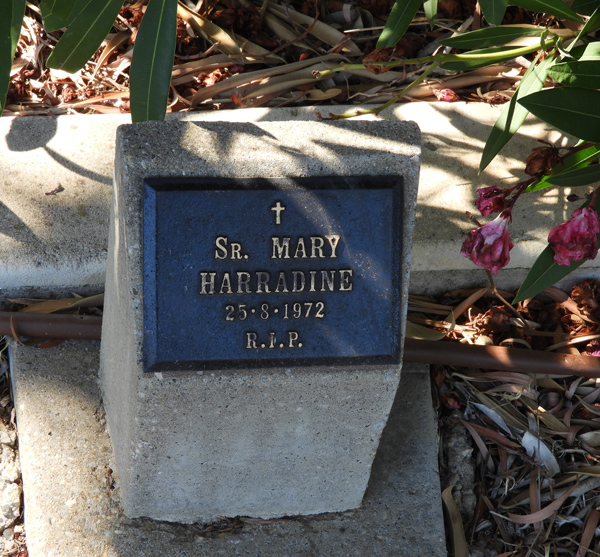 SR. MARY
HARRADINE
25·8·1972
R.I.P.